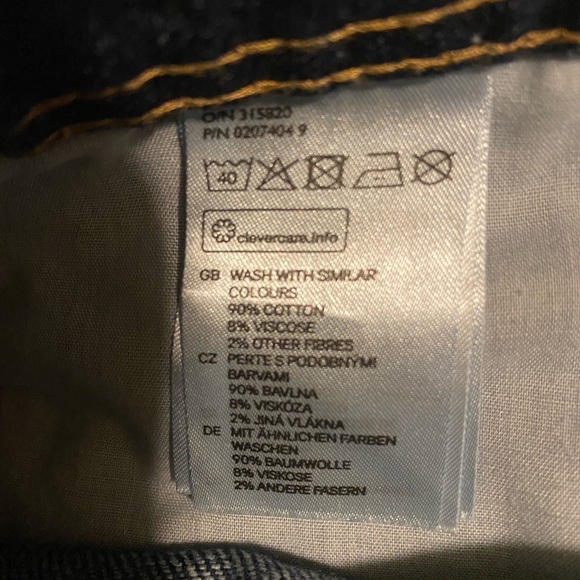 O/N 315820
P/N 0207404 9
40
clevercare.info
GB WASH WITH SIMILAR
COLOURS
90% COTTON
8% VISCOSE
2% OTHER FIBRES
CZ PERTE S PODOBNÝMI
BARVAMI
90% BAVLNA
8% VISKÓZA
2% JINÁ VLÁKNA
DE MIT ÄHNLICHEN FARBEN
WASCHEN
90% BAUMWOLLE
8% VISKOSE
2% ANDERE FASERN